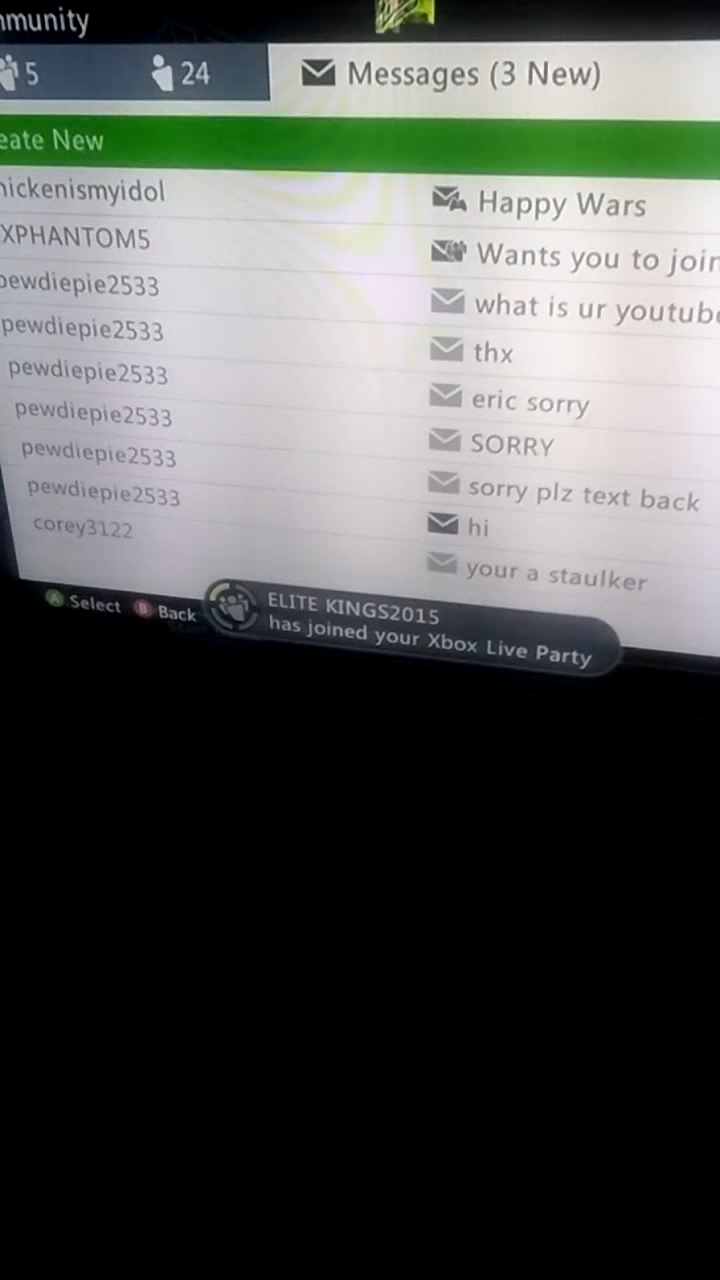 mmunity
5 24 Messages (3 New)
eate New
hickenismyidol Happy Wars
XPHANTOM5 Wants you to join
pewdiepie2533 what is ur youtube
pewdiepie2533 thx
pewdiepie2533 eric sorry
pewdiepie2533 SORRY
pewdiepie2533 sorry plz text back
pewdiepie2533 hi
corey3122 your a staulker
A Select B Back
ELITE KINGS2015
has joined your Xbox Live Party